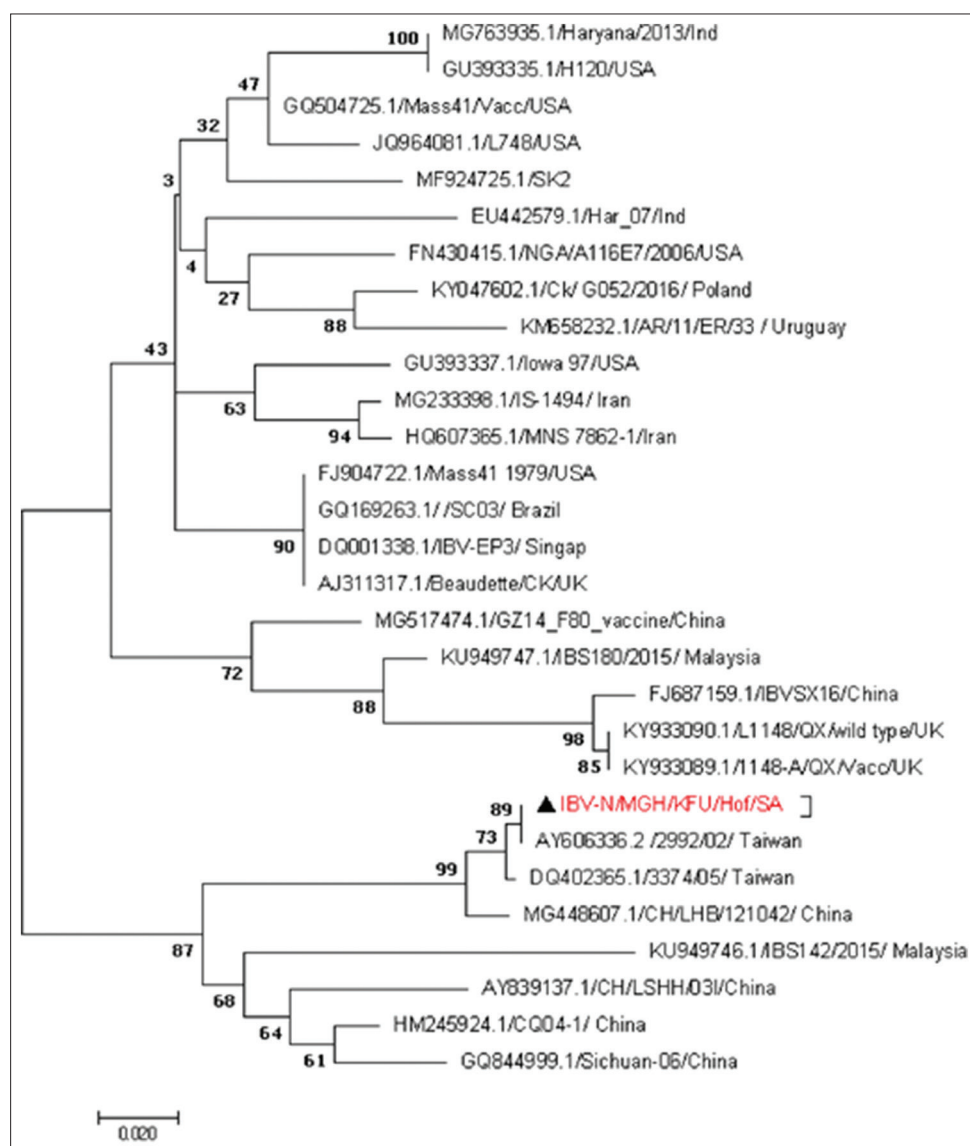 100
MG763935.1/Haryana/2013/Ind
GU393335.1/H120/USA
47
GQ504725.1/Mass41/Vacc/USA
32
JQ964081.1/L748/USA
3
MF924725.1/SK2
EU442579.1/Har_07/Ind
4
FN430415.1/NGA/A116E7/2006/USA
27
KY047602.1/Ck/ G052/2016/ Poland
88
KM658232.1/AR/11/ER/33 / Uruguay
43
GU393337.1/Iowa 97/USA
63
MG233398.1/IS-1494/ Iran
94
HQ607365.1/MNS 7862-1/Iran
FJ904722.1/Mass41 1979/USA
GQ169263.1/ /SC03/ Brazil
90
DQ001338.1/IBV-EP3/ Singap
AJ311317.1/Beaudette/CK/UK
MG517474.1/GZ14_F80_vaccine/China
72
KU949747.1/IBS180/2015/ Malaysia
88
FJ687159.1/IBVSX16/China
98
KY933090.1/L1148/QX/wild type/UK
85
KY933089.1/1148-A/QX/Vacc/UK
89
▲IBV-N/MGH/KFU/Hof/SA
73
AY606336.2 /2992/02/ Taiwan
99
DQ402365.1/3374/05/ Taiwan
MG448607.1/CH/LHB/121042/ China
87
KU949746.1/IBS142/2015/ Malaysia
68
AY839137.1/CH/LSHH/03I/China
64
HM245924.1/CQ04-1/ China
61
GQ844999.1/Sichuan-06/China
0.020